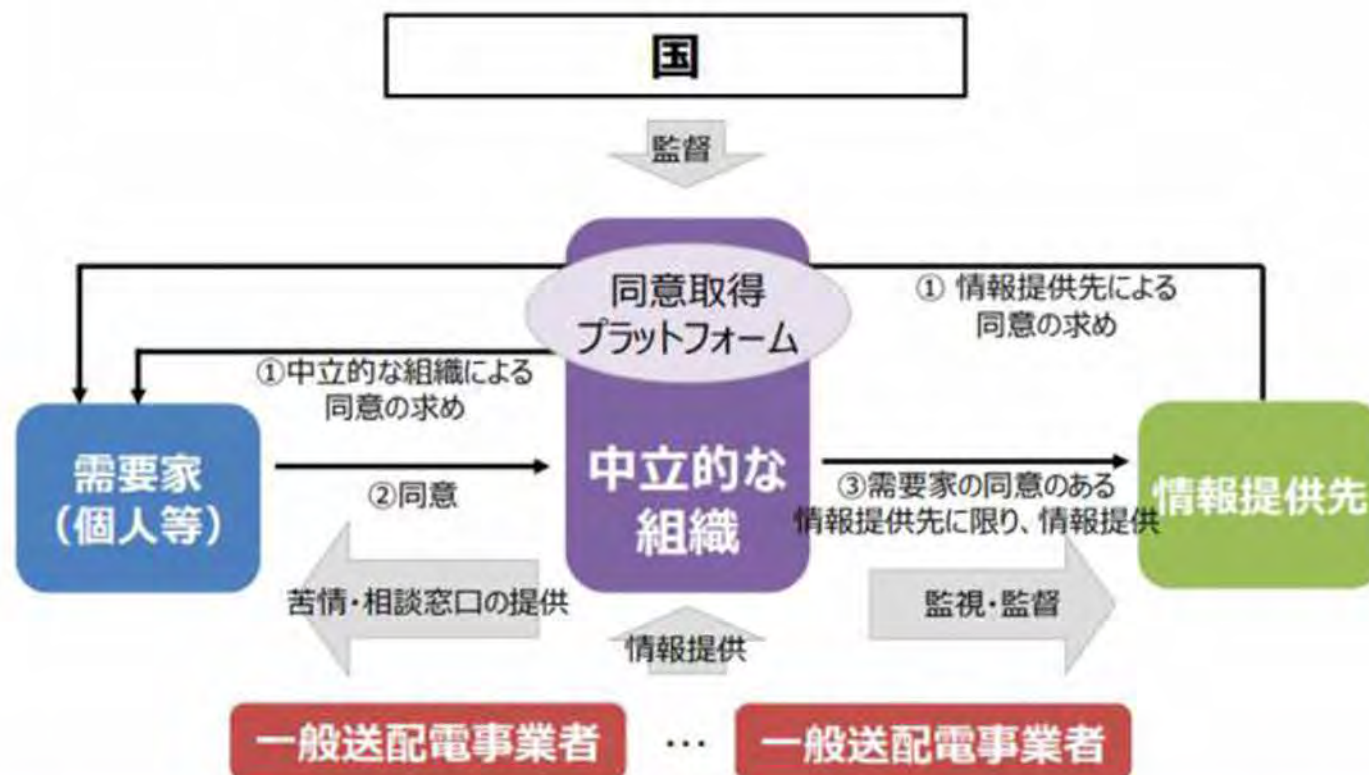 国
監督
同意取得
プラットフォーム
① 情報提供先による
同意の求め
①中立的な組織による
同意の求め
需要家
（個人等）
②同意
中立的な
組織
③需要家の同意のある
情報提供先に限り、情報提供
情報提供先
苦情・相談窓口の提供
情報提供
監視・監督
一般送配電事業者
…
一般送配電事業者